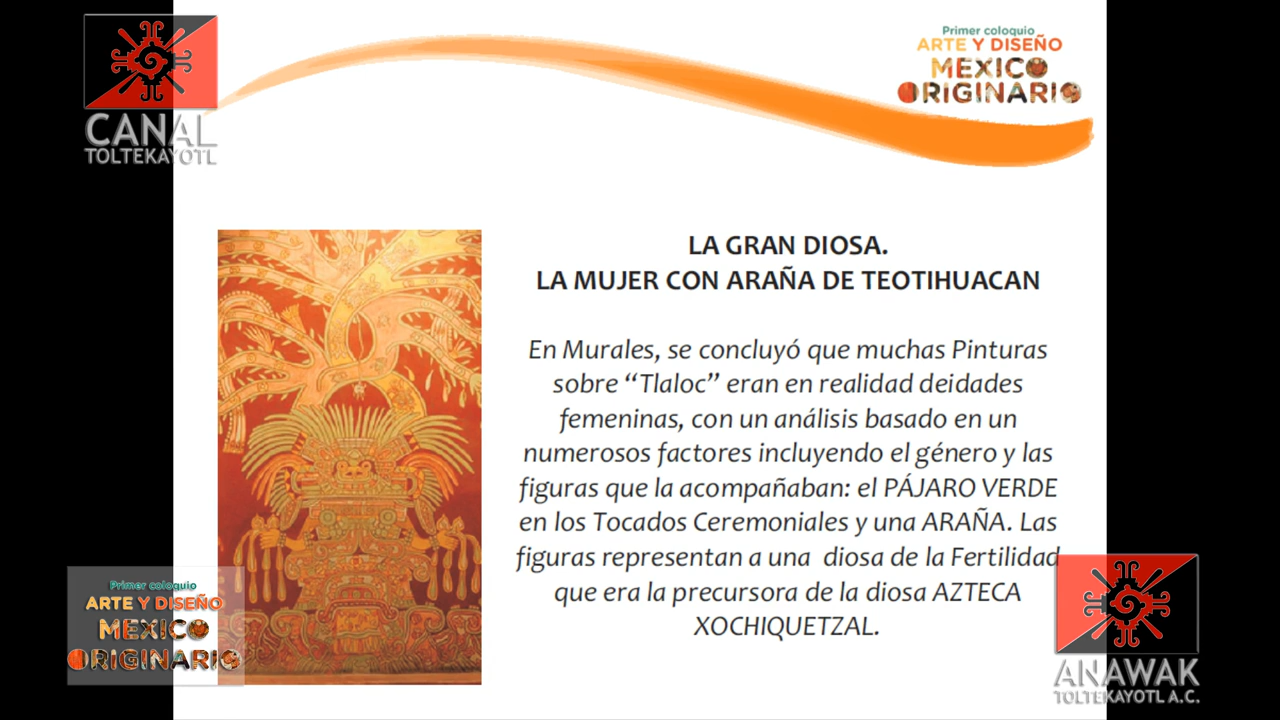 CANAL
TOLTEKAYOTL
Primer coloquio
ARTE Y DISEÑO
MEXICO
ORIGINARIO
LA GRAN DIOSA.
LA MUJER CON ARAÑA DE TEOTIHUACAN
En Murales, se concluyó que muchas Pinturas
sobre “Tlaloc” eran en realidad deidades
femeninas, con un análisis basado en un
numerosos factores incluyendo el género y las
figuras que la acompañaban: el PÁJARO VERDE
en los Tocados Ceremoniales y una ARAÑA. Las
figuras representan a una diosa de la Fertilidad
que era la precursora de la diosa AZTECA
XOCHIQUETZAL.
Primer coloquio
ARTE Y DISEÑO
MEXICO
ORIGINARIO
ANAWAK
TOLTEKAYOTL A.C.